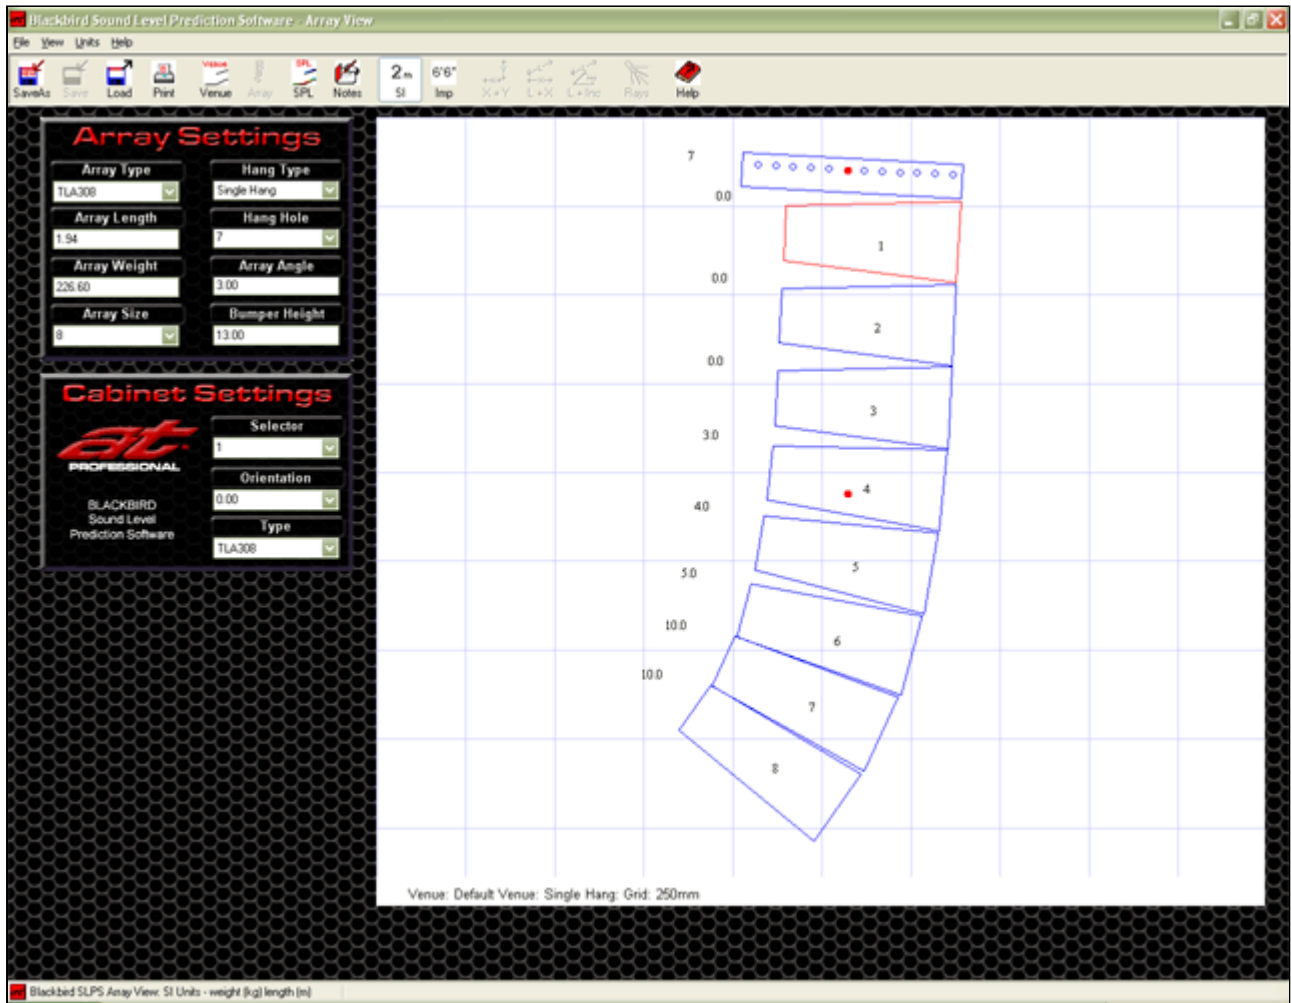 Blackbird Sound Level Prediction Software - Array View
File View Units Help
SaveAs Save Load Print Venue Array SPL Notes 2m SI 6'6" Imp X+Y L+X L+Inc Rays Help
Array Settings
Array Type Hang Type
TLA308 Single Hang
Array Length Hang Hole
1.94 7
Array Weight Array Angle
226.60 3.00
Array Size Bumper Height
8 13.00
Cabinet Settings
Selector
1
Orientation
0.00
Type
TLA308
at
PROFESSIONAL
BLACKBIRD
Sound Level
Prediction Software
7
0.0
1
0.0
2
0.0
3
3.0
4
4.0
5
5.0
10.0
6
10.0
7
8
Venue: Default Venue: Single Hang: Grid: 250mm
Blackbird SLPS Array View. SI Units - weight (kg) length (m)